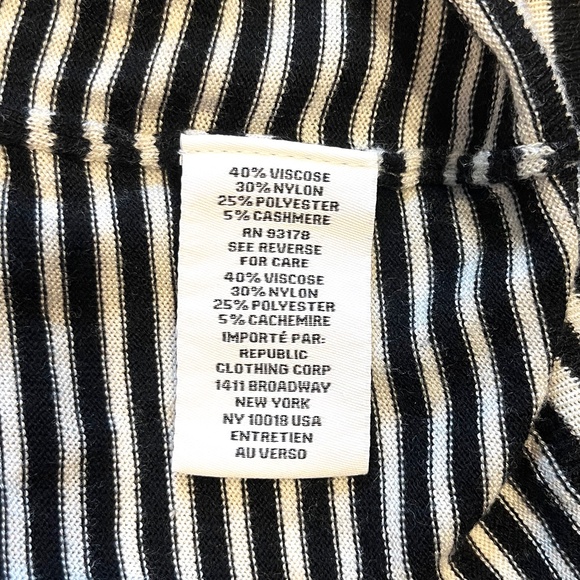 40% VISCOSE
30% NYLON
25% POLYESTER
5% CASHMERE
RN 93178
SEE REVERSE
FOR CARE
40% VISCOSE
30% NYLON
25% POLYESTER
5% CACHEMIRE
IMPORTÉ PAR:
REPUBLIC
CLOTHING CORP
1411 BROADWAY
NEW YORK
NY 10018 USA
ENTRETIEN
AU VERSO